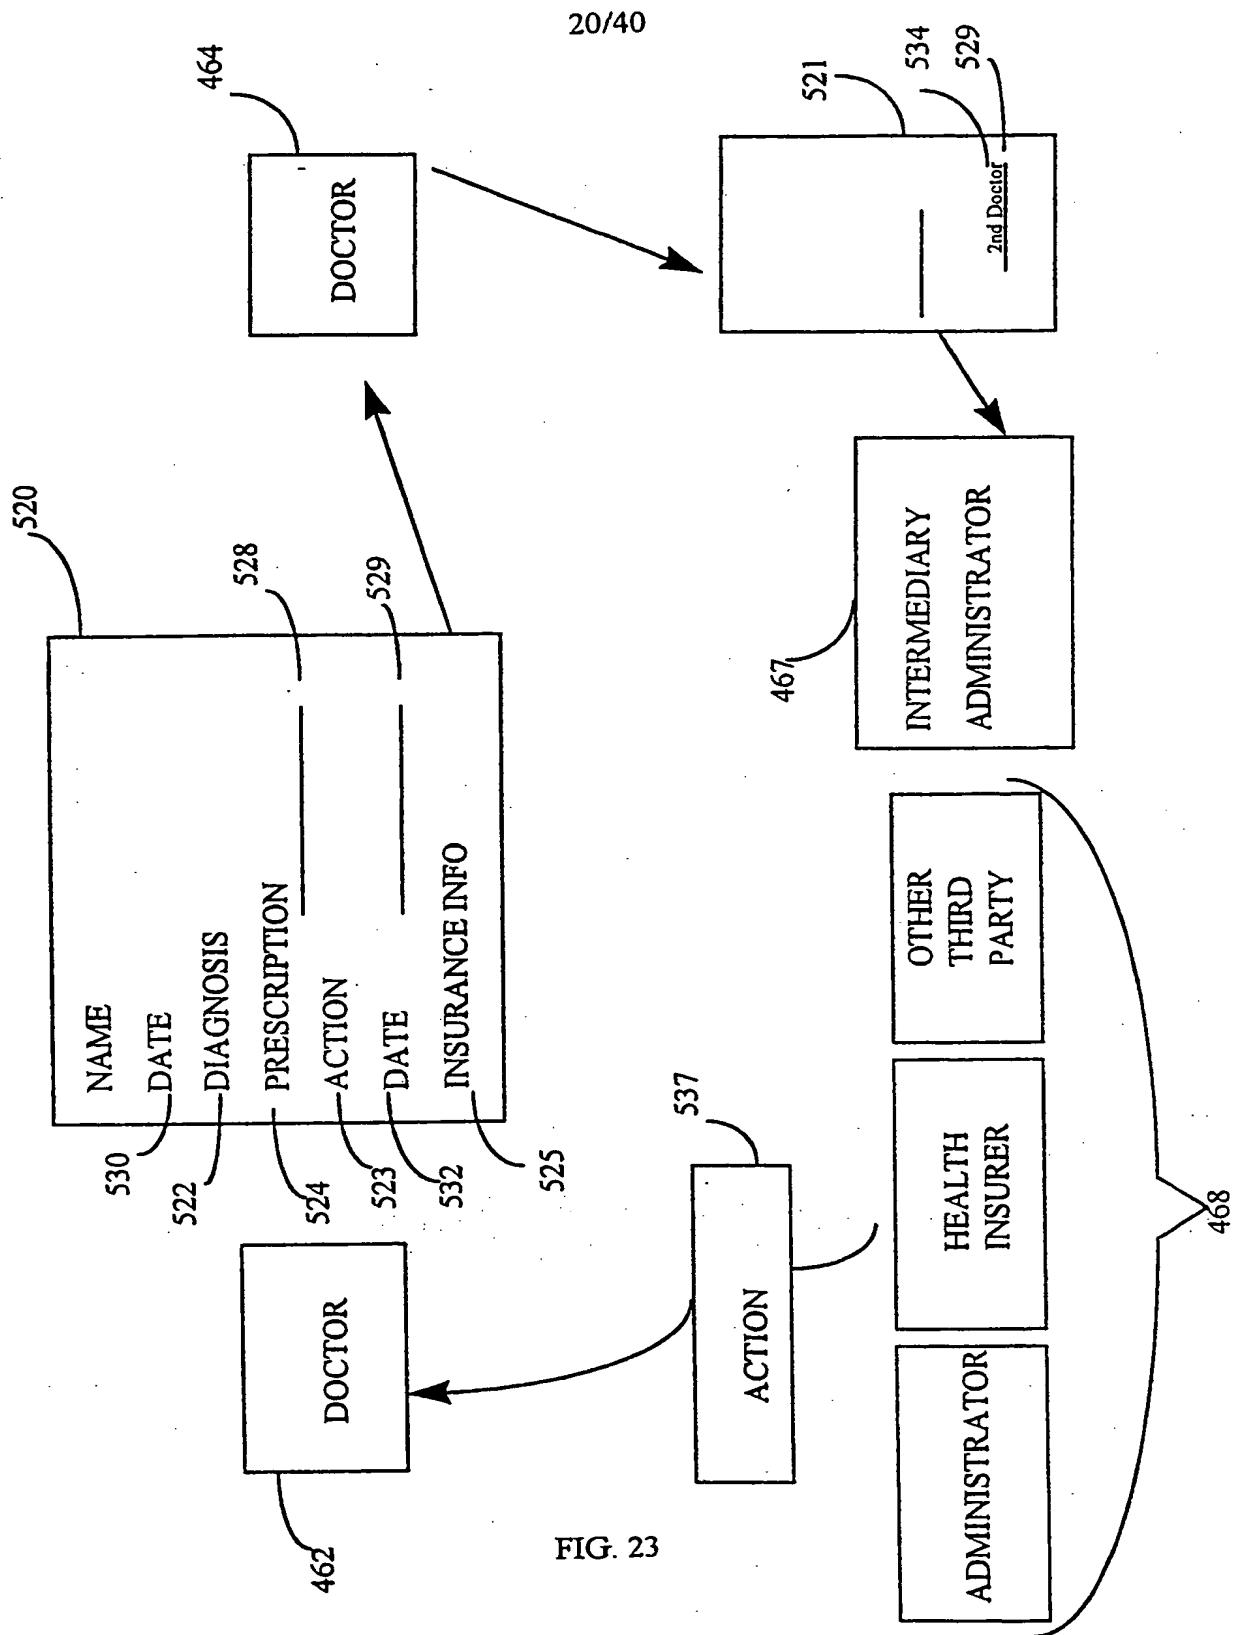 20/40
520
NAME
DATE
DIAGNOSIS
PRESCRIPTION
ACTION
DATE
INSURANCE INFO
530
522
524
523
532
525
528
529
464
DOCTOR
462
DOCTOR
537
ACTION
467
INTERMEDIARY
ADMINISTRATOR
521
534
529
2nd Doctor
ADMINISTRATOR
HEALTH
INSURER
OTHER
THIRD
PARTY
468
FIG. 23